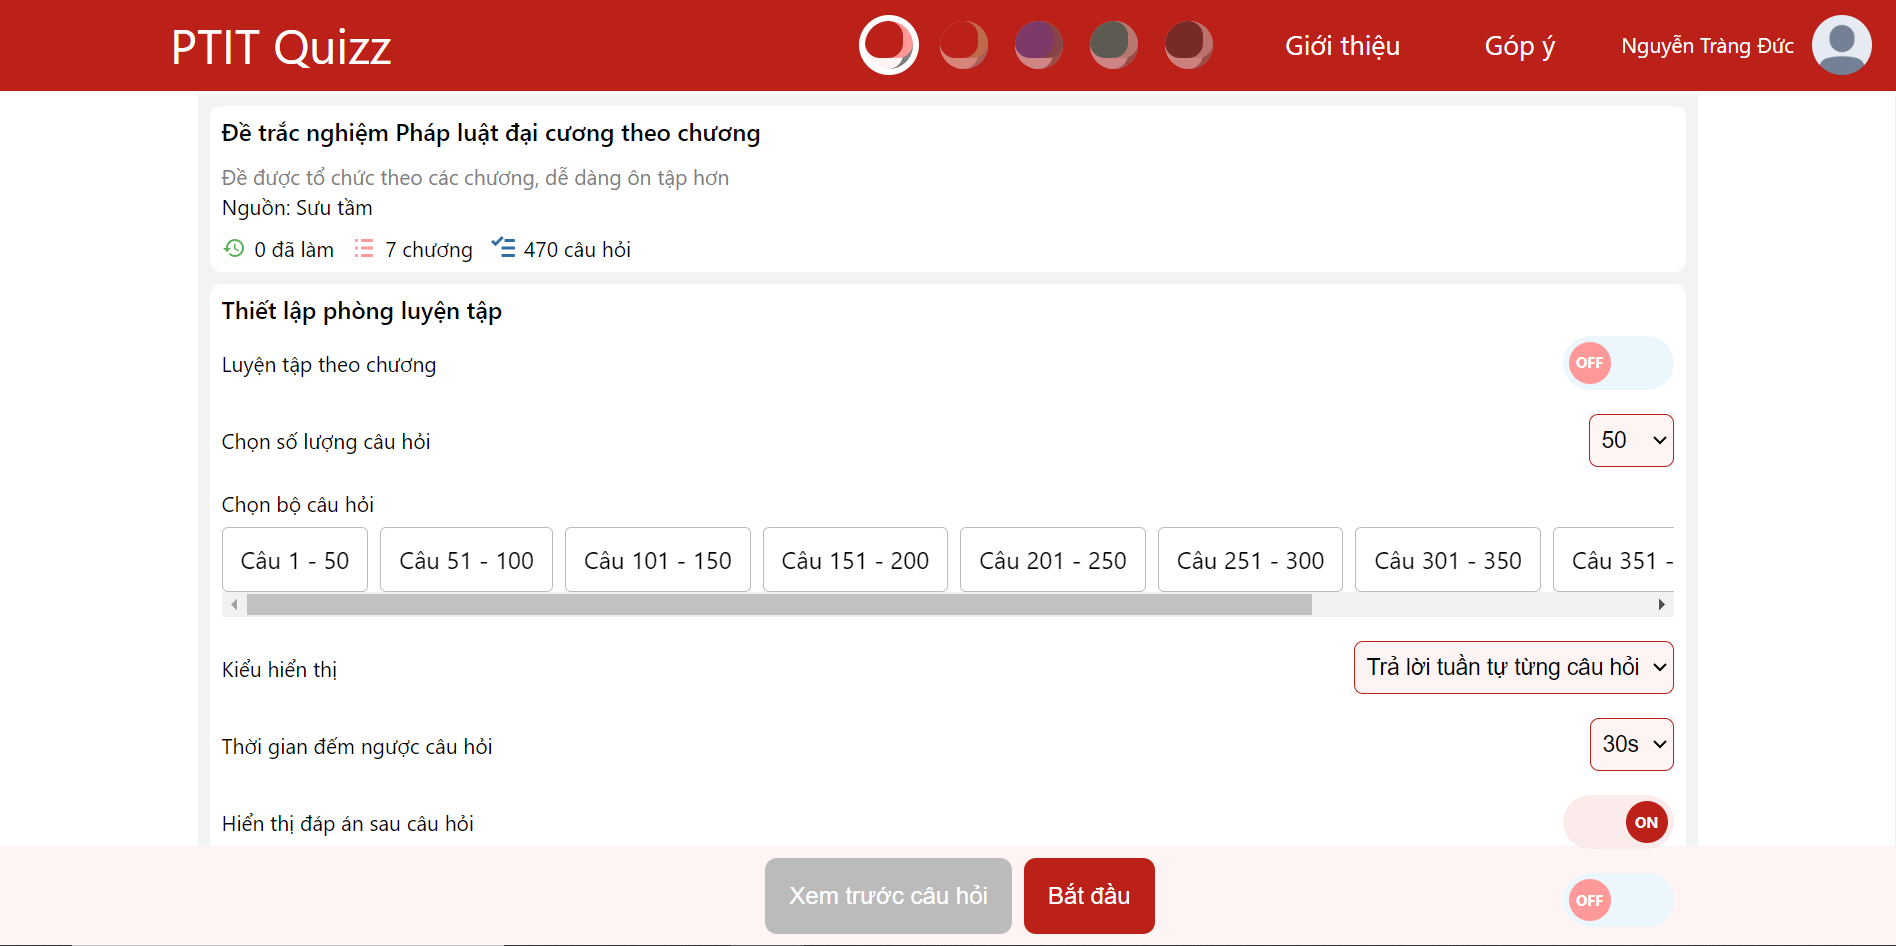 PTIT Quizz
Giới thiệu
Góp ý
Nguyễn Tràng Đức
Đề trắc nghiệm Pháp luật đại cương theo chương
Đề được tổ chức theo các chương, dễ dàng ôn tập hơn
Nguồn: Sưu tầm
0 đã làm 7 chương 470 câu hỏi
Thiết lập phòng luyện tập
Luyện tập theo chương OFF
Chọn số lượng câu hỏi 50
Chọn bộ câu hỏi
Câu 1 - 50 Câu 51 - 100 Câu 101 - 150 Câu 151 - 200 Câu 201 - 250 Câu 251 - 300 Câu 301 - 350 Câu 351 -
Kiểu hiển thị Trả lời tuần tự từng câu hỏi
Thời gian đếm ngược câu hỏi 30s
Hiển thị đáp án sau câu hỏi ON
Xem trước câu hỏi Bắt đầu OFF